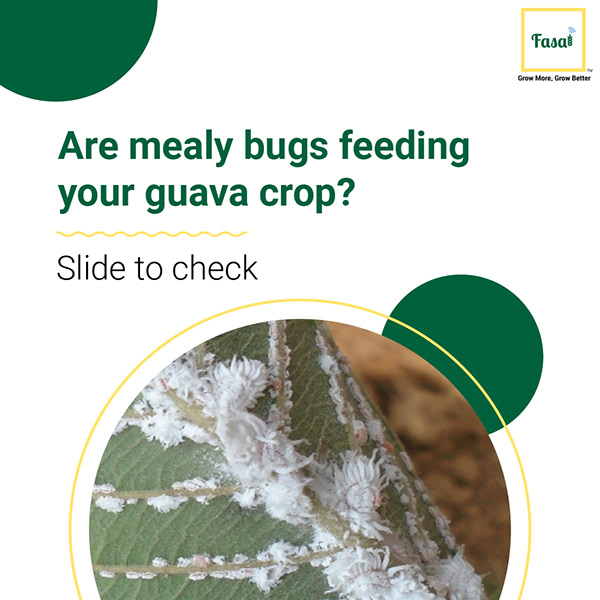 Fasal
TM
Grow More, Grow Better
Are mealy bugs feeding
your guava crop?
Slide to check